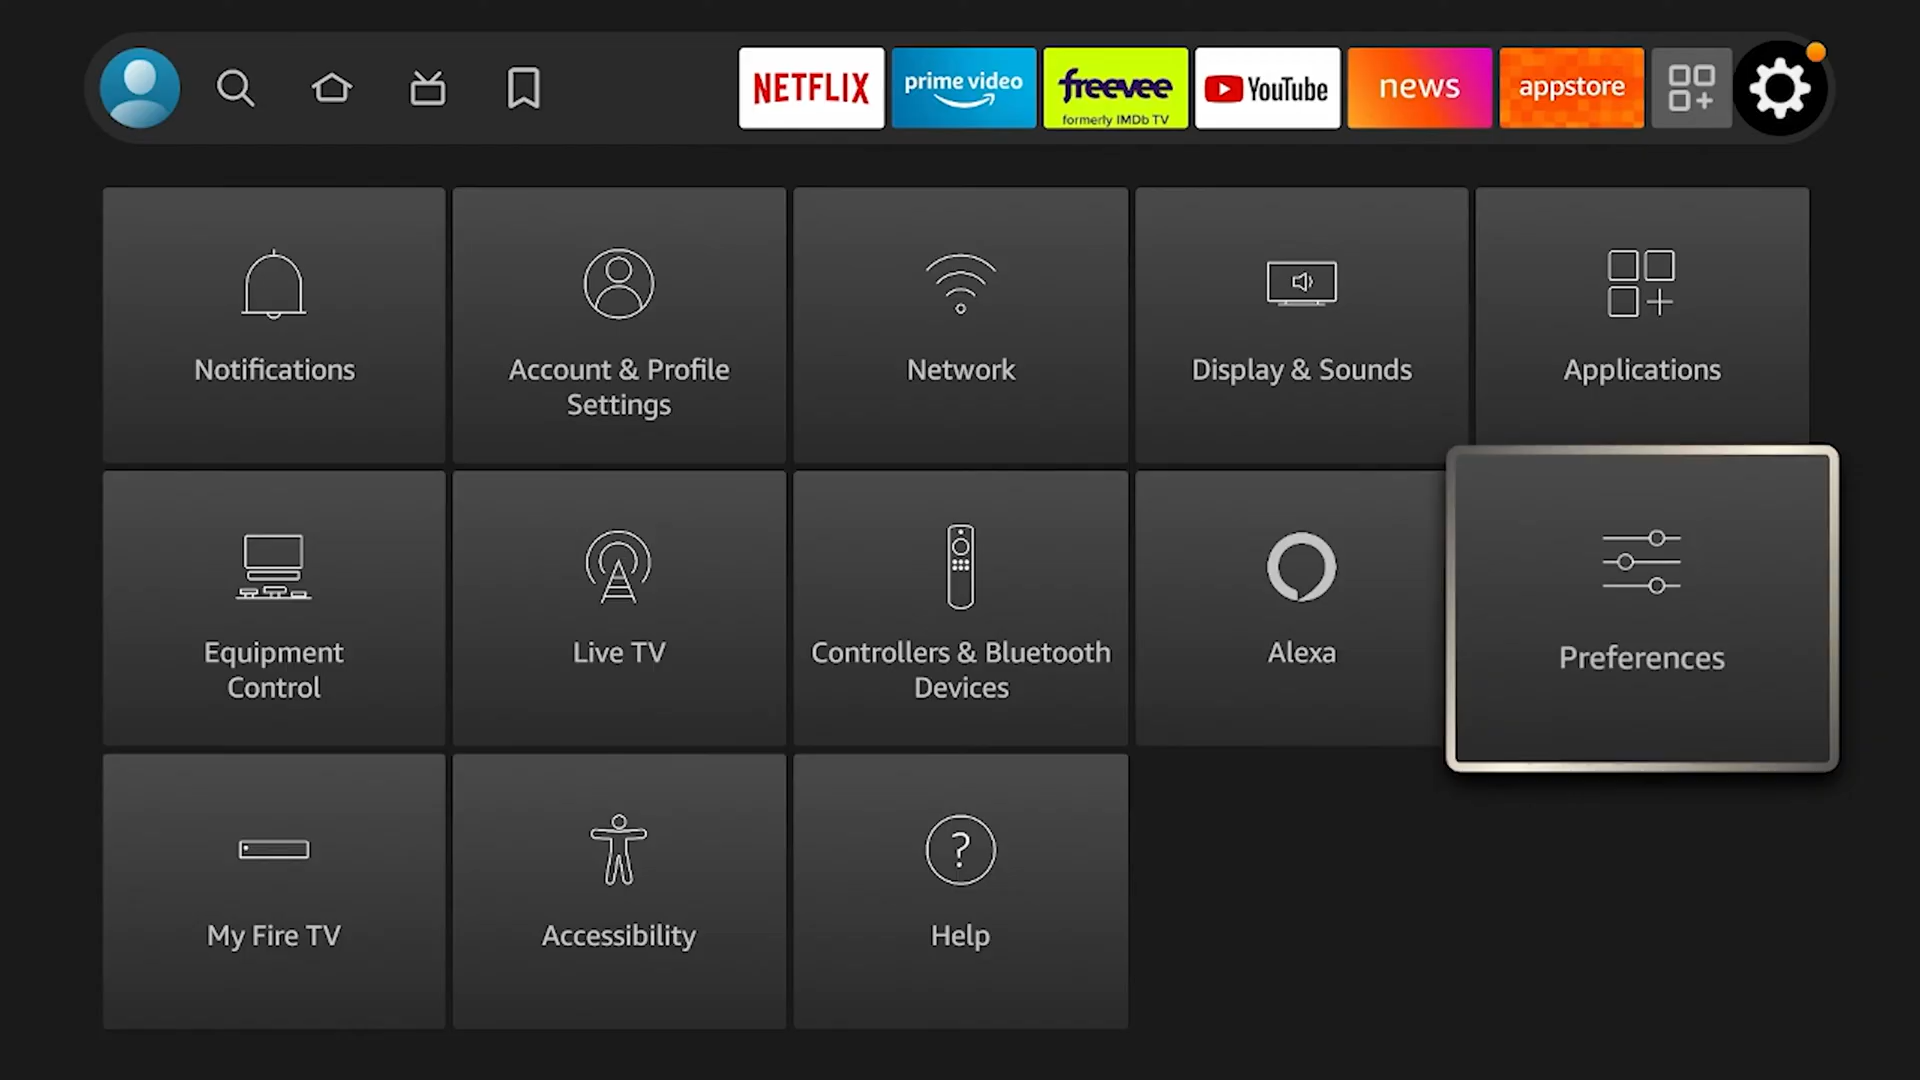 NETFLIX
prime video
freevee
formerly IMDb TV
YouTube
news
appstore
Notifications
Account & Profile
Settings
Network
Display & Sounds
Applications
Equipment
Control
Live TV
Controllers & Bluetooth
Devices
Alexa
Preferences
My Fire TV
Accessibility
?
Help